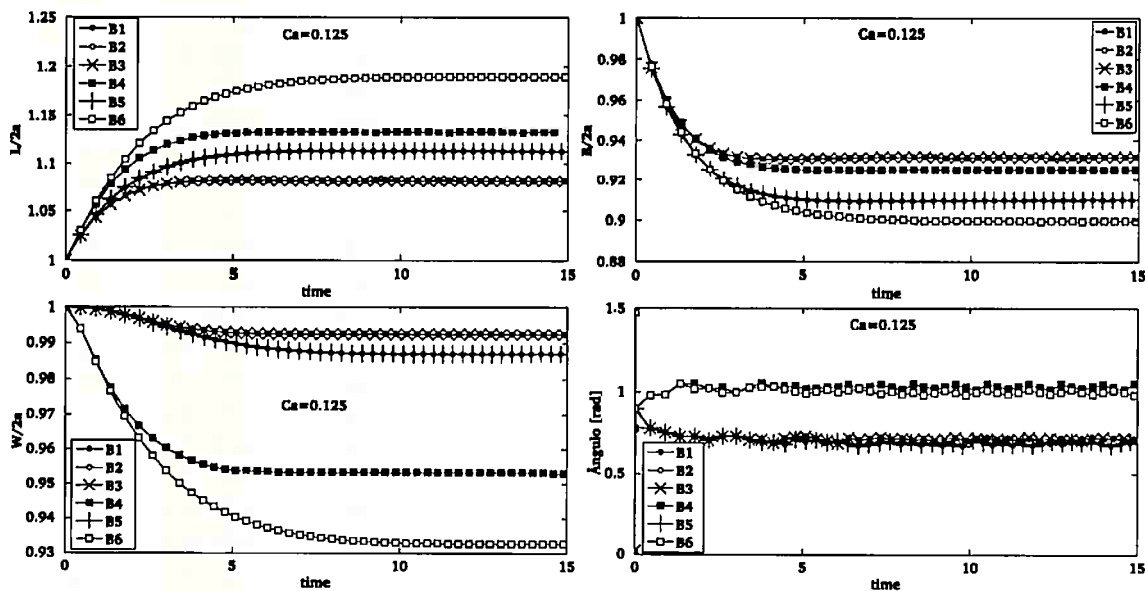 1.25
1.2
1.15
1.1
1.05
1
L/2a
B1
B2
B3
B4
B5
B6
Ca=0.125
0 5 10 15
time
1
0.98
0.96
0.94
0.92
0.9
0.88
B/2a
Ca=0.125
B1
B2
B3
B4
B5
B6
0 5 10 15
time
1
0.99
0.98
0.97
0.96
0.95
0.94
0.93
W/2a
Ca=0.125
B1
B2
B3
B4
B5
B6
0 5 10 15
time
1.5
1
0.5
0
Ângulo [rad]
Ca=0.125
B1
B2
B3
B4
B5
B6
0 5 10 15
time